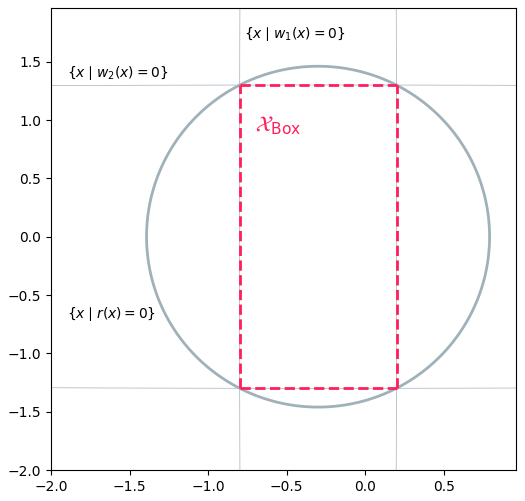 {x | w₁(x) = 0}
1.5
{x | w₂(x) = 0}
1.0
𝒳Box
0.5
0.0
−0.5
{x | r(x) = 0}
−1.0
−1.5
−2.0
−2.0 −1.5 −1.0 −0.5 0.0 0.5